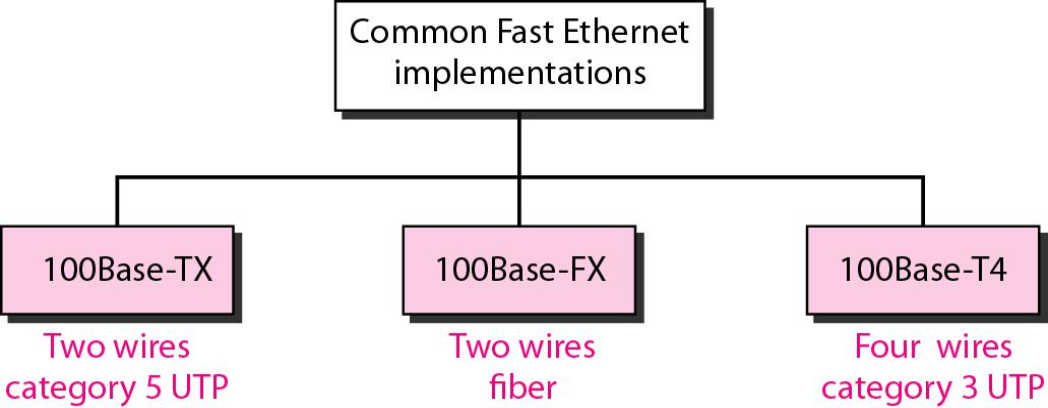 Common Fast Ethernet
implementations
100Base-TX
100Base-FX
100Base-T4
Two wires
category 5 UTP
Two wires
fiber
Four wires
category 3 UTP